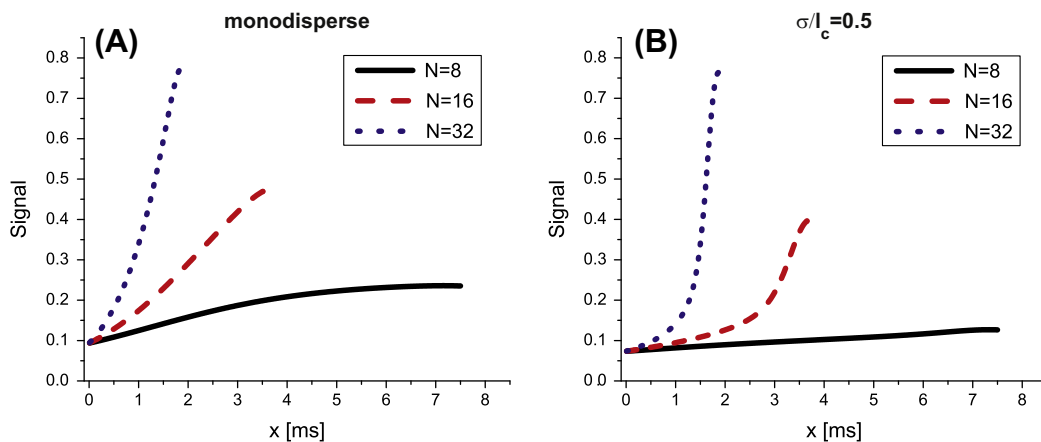 monodisperse
(A)
0.8
0.7
0.6
0.5
0.4
0.3
0.2
0.1
0.0
Signal
N=8
N=16
N=32
0 1 2 3 4 5 6 7 8
x [ms]
σ/l_c=0.5
(B)
0.8
0.7
0.6
0.5
0.4
0.3
0.2
0.1
0.0
Signal
N=8
N=16
N=32
0 1 2 3 4 5 6 7 8
x [ms]